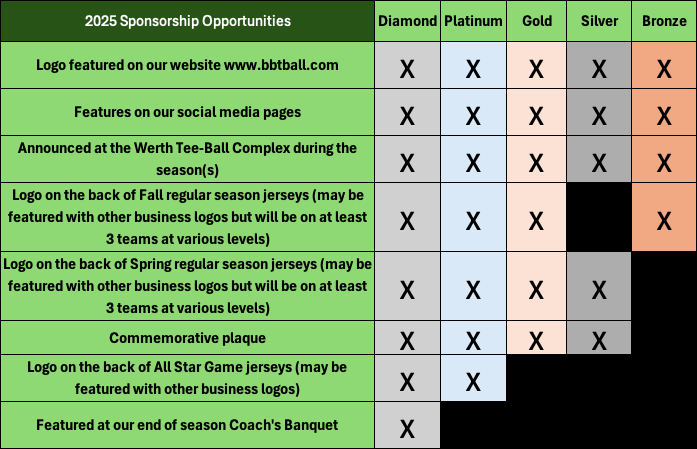 2025 Sponsorship Opportunities Diamond Platinum Gold Silver Bronze
Logo featured on our website www.bbtball.com X X X X X
Features on our social media pages X X X X X
Announced at the Werth Tee-Ball Complex during the
season(s) X X X X X
Logo on the back of Fall regular season jerseys (may be
featured with other business logos but will be on at least
3 teams at various levels) X X X X
Logo on the back of Spring regular season jerseys (may be
featured with other business logos but will be on at least
3 teams at various levels) X X X X
Commemorative plaque X X X X
Logo on the back of All Star Game jerseys (may be
featured with other business logos) X X
Featured at our end of season Coach's Banquet X